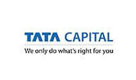 TATA CAPITAL
We only do what's right for you